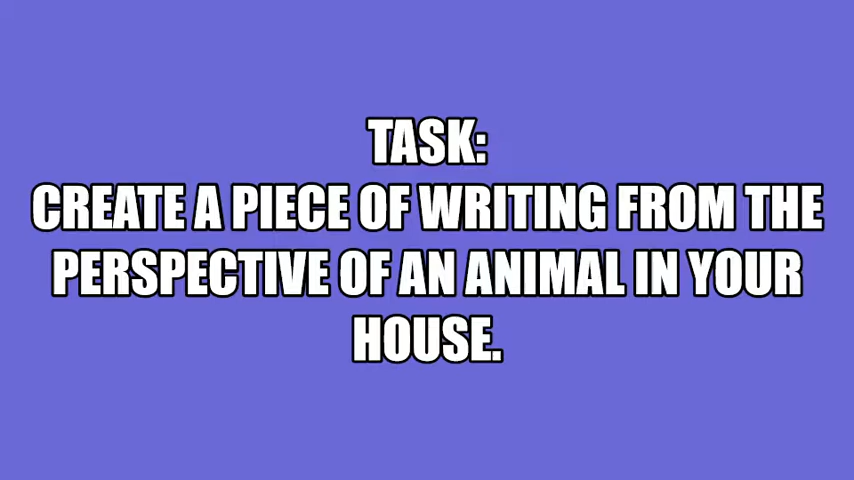 TASK:
CREATE A PIECE OF WRITING FROM THE
PERSPECTIVE OF AN ANIMAL IN YOUR
HOUSE.